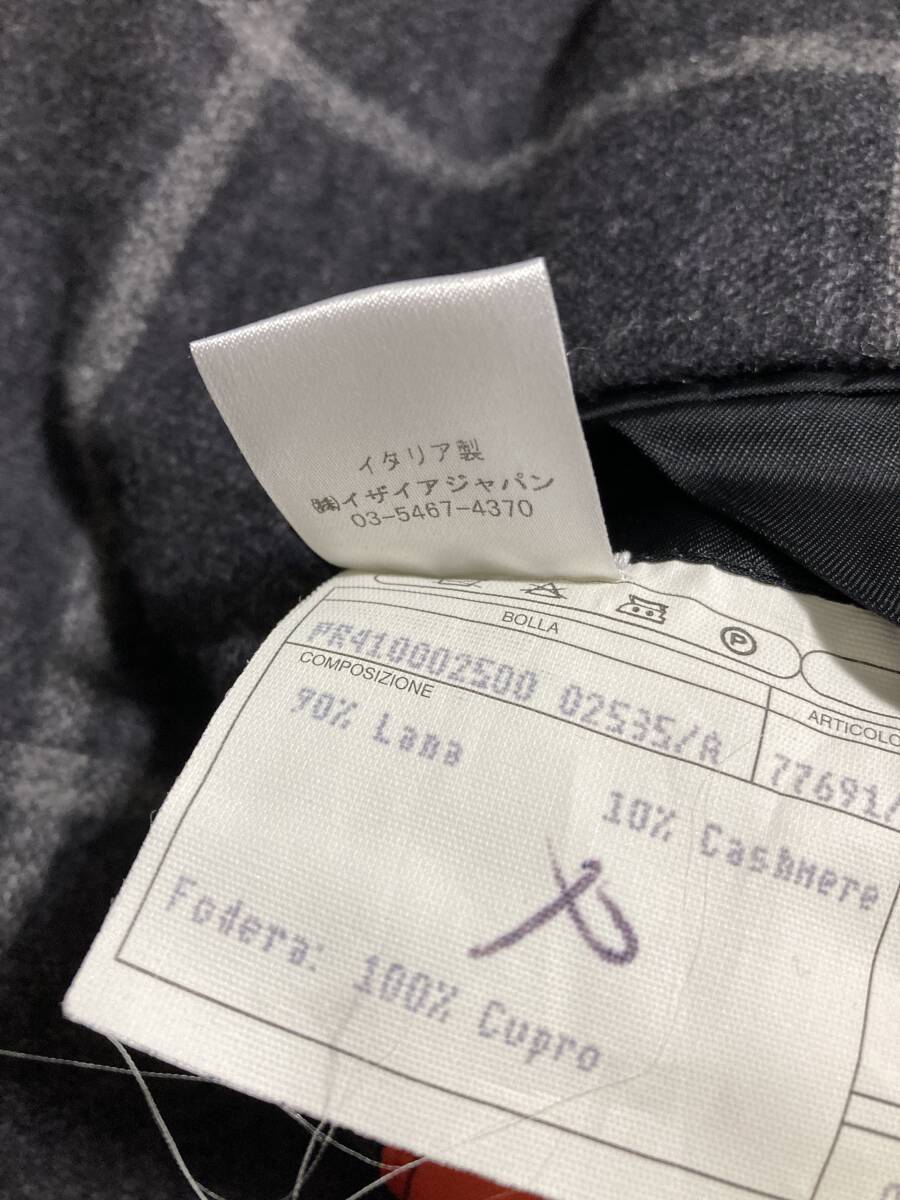 イタリア製
㈱イザイアジャパン
03-5467-4370
P
BOLLA
PR410002500 02535/A
ARTICOLO
77691/
COMPOSIZIONE
90% Lana
10% Cashmere
Fodera: 100% Cupro